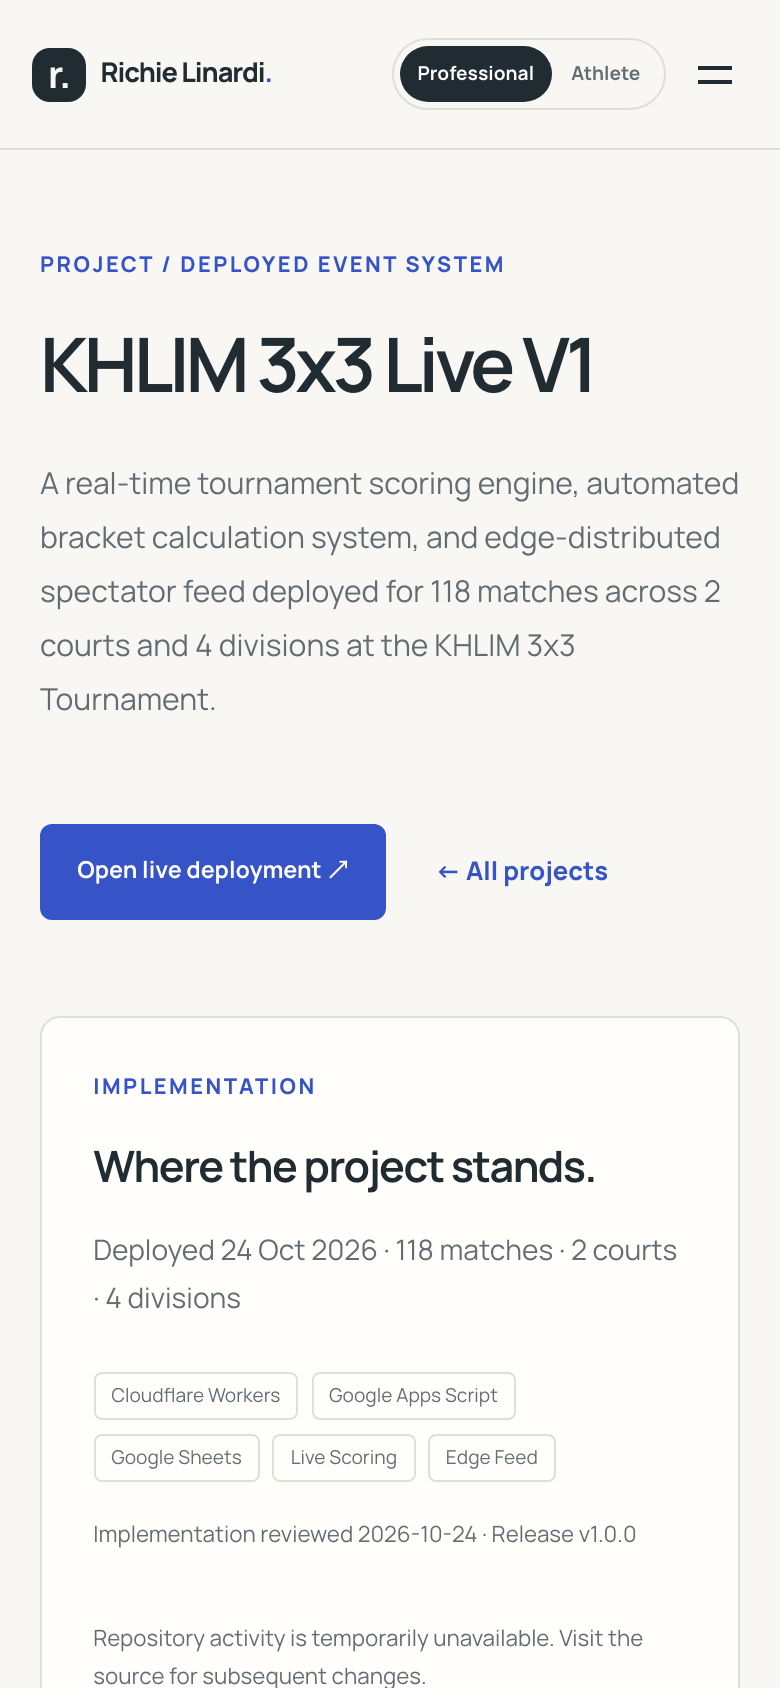 r. Richie Linardi. Professional Athlete
PROJECT / DEPLOYED EVENT SYSTEM
KHLIM 3x3 Live V1
A real-time tournament scoring engine, automated
bracket calculation system, and edge-distributed
spectator feed deployed for 118 matches across 2
courts and 4 divisions at the KHLIM 3x3
Tournament.
Open live deployment ↗ ← All projects
IMPLEMENTATION
Where the project stands.
Deployed 24 Oct 2026 · 118 matches · 2 courts
· 4 divisions
Cloudflare Workers Google Apps Script
Google Sheets Live Scoring Edge Feed
Implementation reviewed 2026-10-24 · Release v1.0.0
Repository activity is temporarily unavailable. Visit the
source for subsequent changes.